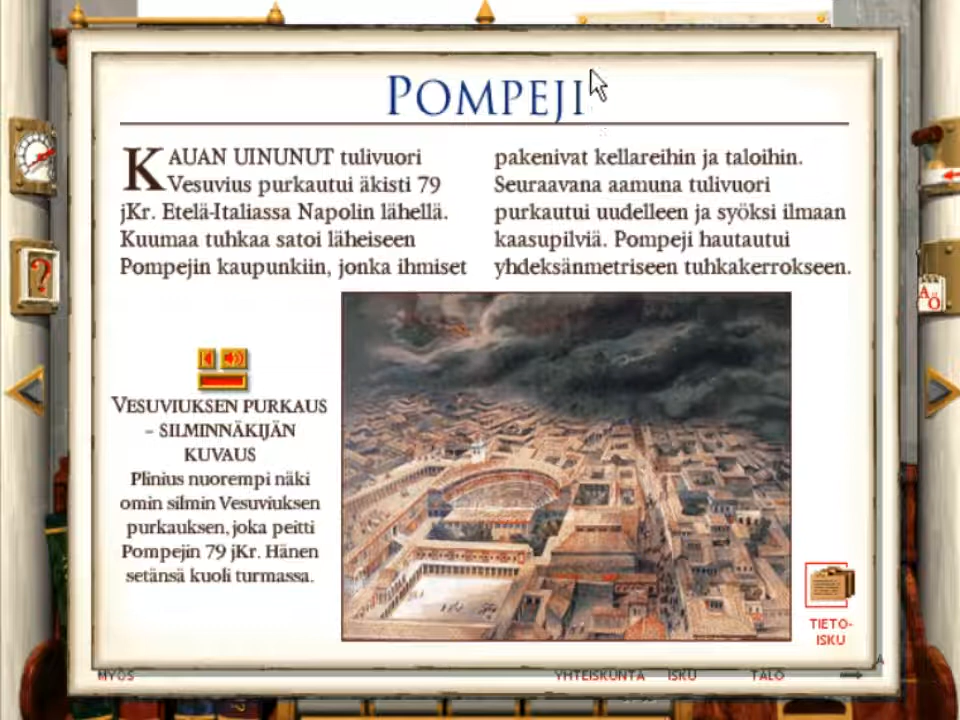 POMPEJI
KAUAN UINUNUT tulivuori
Vesuvius purkautui äkisti 79
jKr. Etelä-Italiassa Napolin lähellä.
Kuumaa tuhkaa satoi läheiseen
Pompejin kaupunkiin, jonka ihmiset
pakenivat kellareihin ja taloihin.
Seuraavana aamuna tulivuori
purkautui uudelleen ja syöksi ilmaan
kaasupilviä. Pompeji hautautui
yhdeksänmetriseen tuhkakerrokseen.
VESUVIUKSEN PURKAUS
– SILMINNÄKIJÄN
KUVAUS
Plinius nuorempi näki
omin silmin Vesuviuksen
purkauksen, joka peitti
Pompejin 79 jKr. Hänen
setänsä kuoli turmassa.
TIETO-
ISKU
MYÖS YHTEISKUNTA ISKU TALO
?
A
Ö